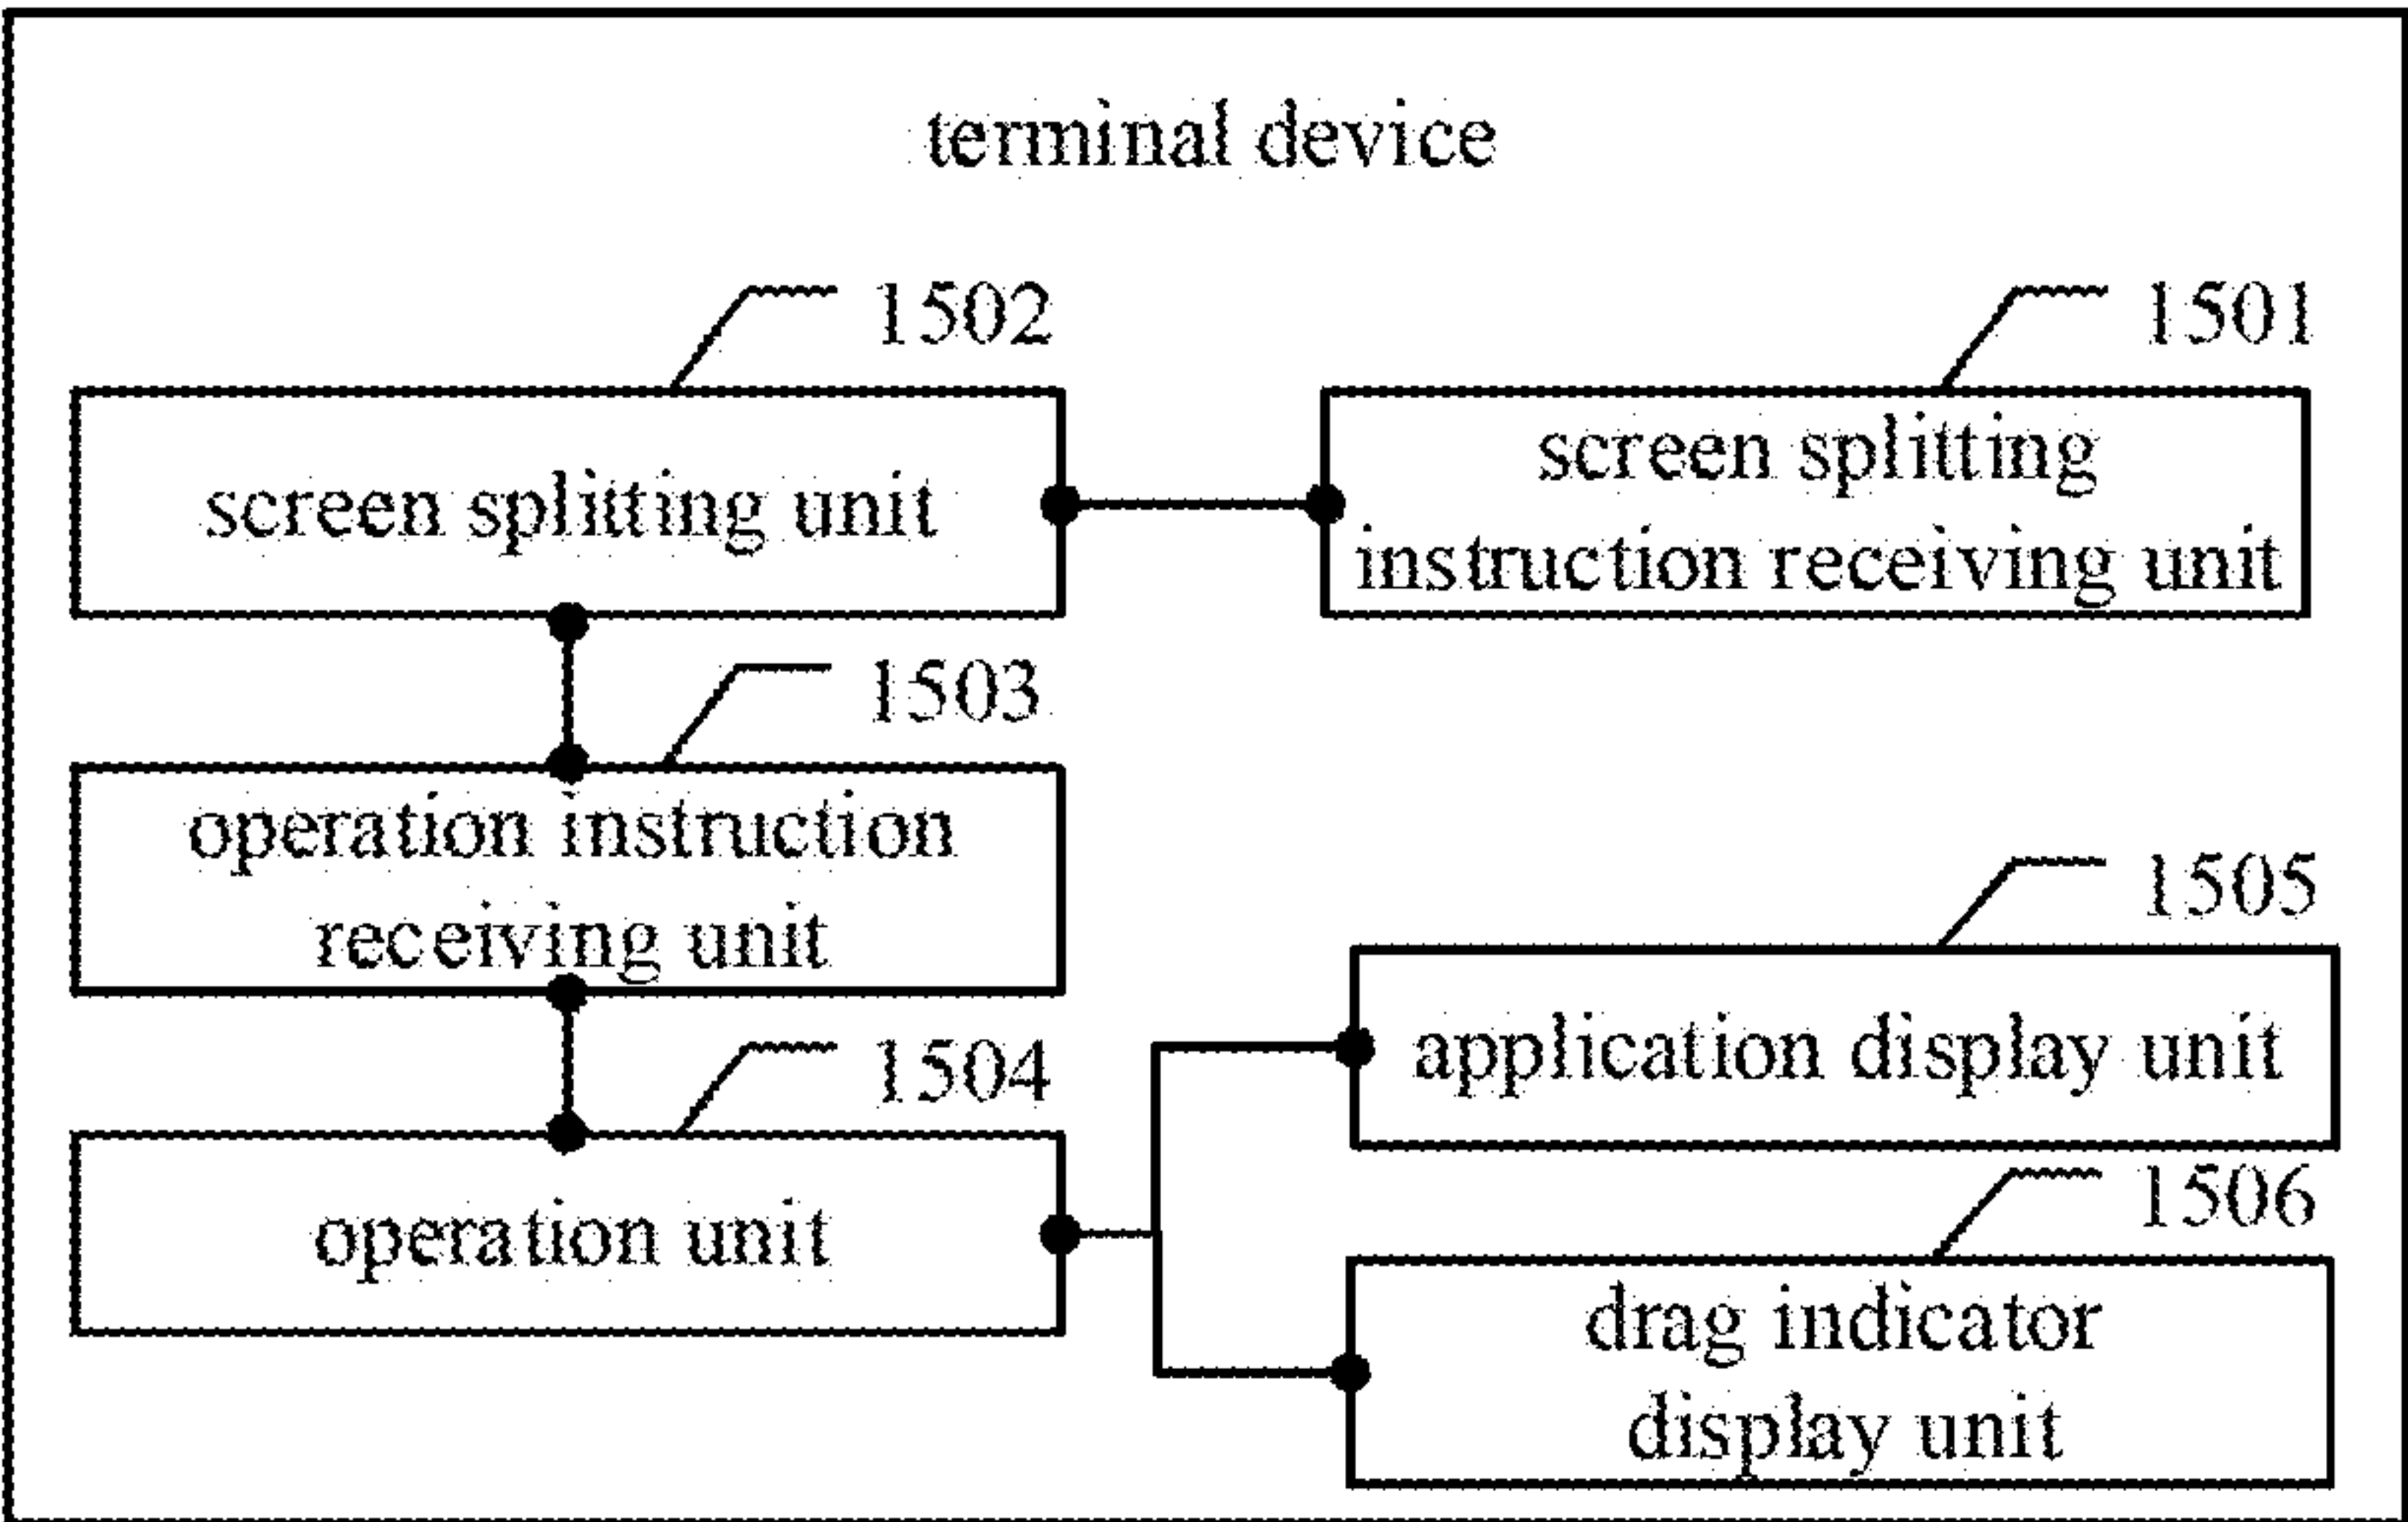 terminal device
1502
1501
screen splitting unit
screen splitting
instruction receiving unit
1503
operation instruction
receiving unit
1505
1504
application display unit
1506
operation unit
drag indicator
display unit